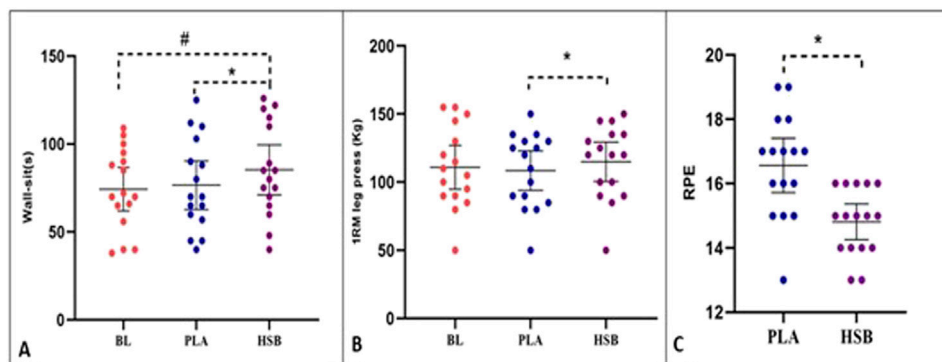 #
*
150
100
50
0
Wall-sit(s)
BL PLA HSB
A
*
200
150
100
50
0
1RM leg press (Kg)
BL PLA HSB
B
*
20
18
16
14
12
RPE
PLA HSB
C